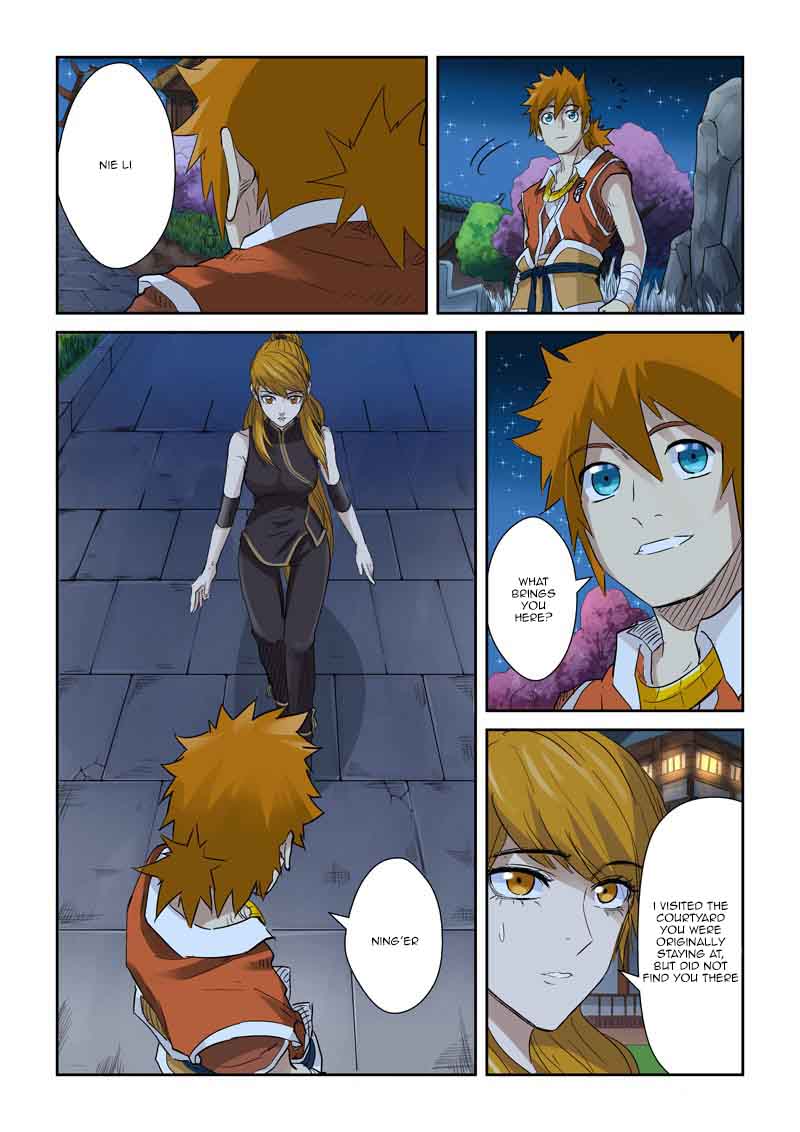 NIE LI
NING'ER
WHAT
BRINGS
YOU
HERE?
I VISITED THE
COURTYARD
YOU WERE
ORIGINALLY
STAYING AT,
BUT DID NOT
FIND YOU THERE